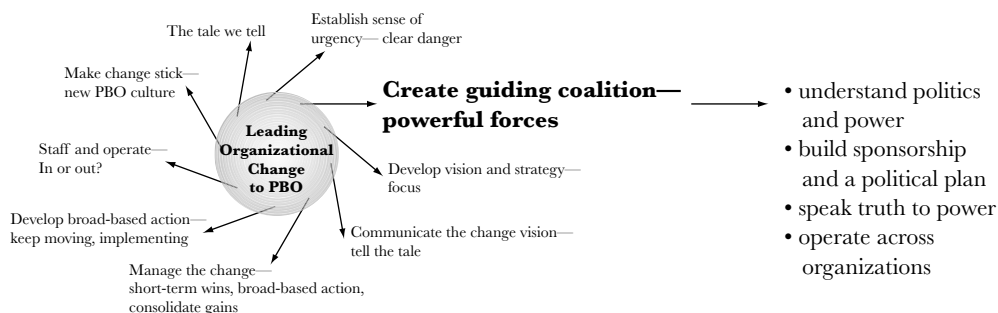 The tale we tell
Establish sense of
urgency— clear danger
Make change stick—
new PBO culture
Create guiding coalition—
powerful forces
• understand politics
and power
• build sponsorship
and a political plan
• speak truth to power
• operate across
organizations
Leading
Organizational
Change
to PBO
Staff and operate—
In or out?
Develop vision and strategy—
focus
Develop broad-based action—
keep moving, implementing
Communicate the change vision—
tell the tale
Manage the change—
short-term wins, broad-based action,
consolidate gains